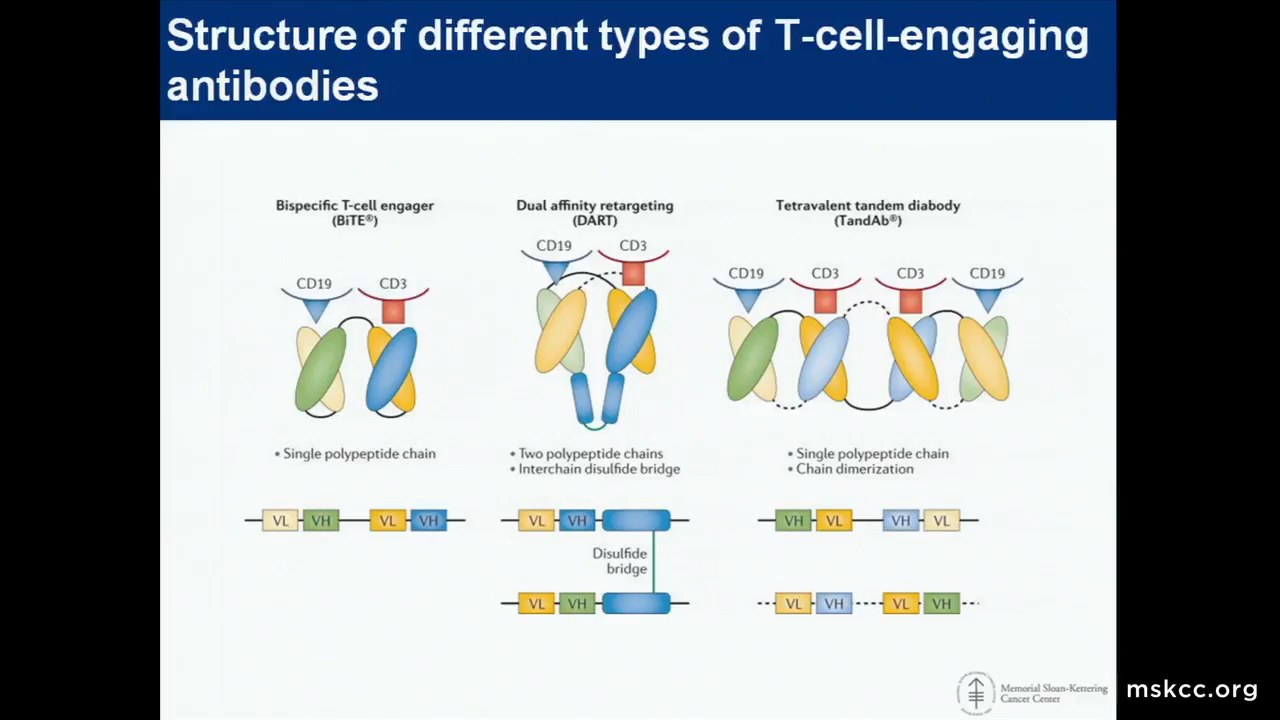 Structure of different types of T-cell-engaging
antibodies
Bispecific T-cell engager
(BiTE®)
CD19 CD3
• Single polypeptide chain
VL VH VL VH
Dual affinity retargeting
(DART)
CD19 CD3
• Two polypeptide chains
• Interchain disulfide bridge
VL VH
Disulfide
bridge
VL VH
Tetravalent tandem diabody
(TandAb®)
CD19 CD3 CD3 CD19
• Single polypeptide chain
• Chain dimerization
VH VL VH VL
VL VH VL VH
Memorial Sloan-Kettering
Cancer Center
mskcc.org